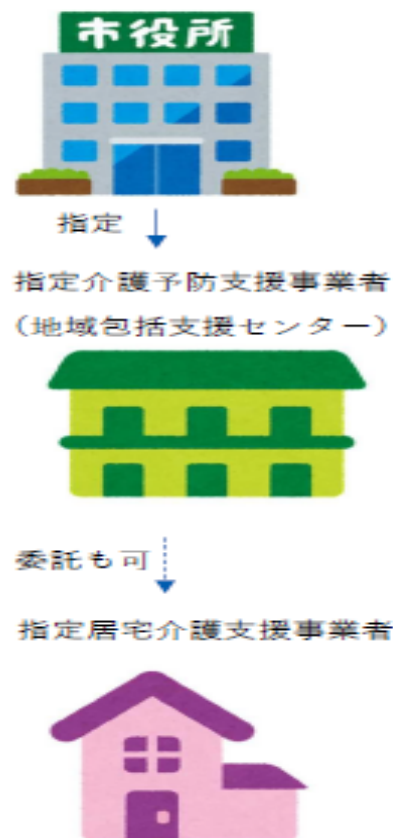 市役所
指定
指定介護予防支援事業者
（地域包括支援センター）
委託も可
指定居宅介護支援事業者